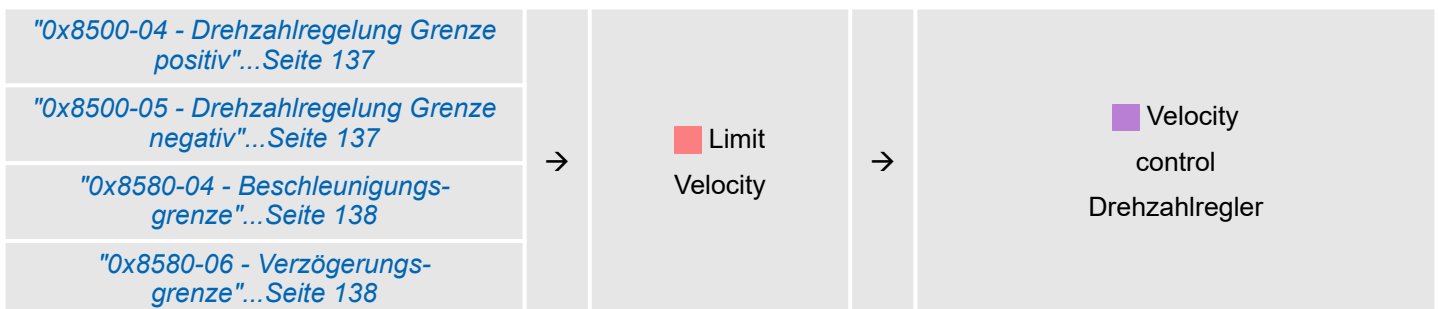 "0x8500-04 - Drehzahlregelung Grenze
positiv"...Seite 137
"0x8500-05 - Drehzahlregelung Grenze
negativ"...Seite 137
"0x8580-04 - Beschleunigungs-
grenze"...Seite 138
"0x8580-06 - Verzögerungs-
grenze"...Seite 138
→
Limit
Velocity
→
Velocity
control
Drehzahlregler